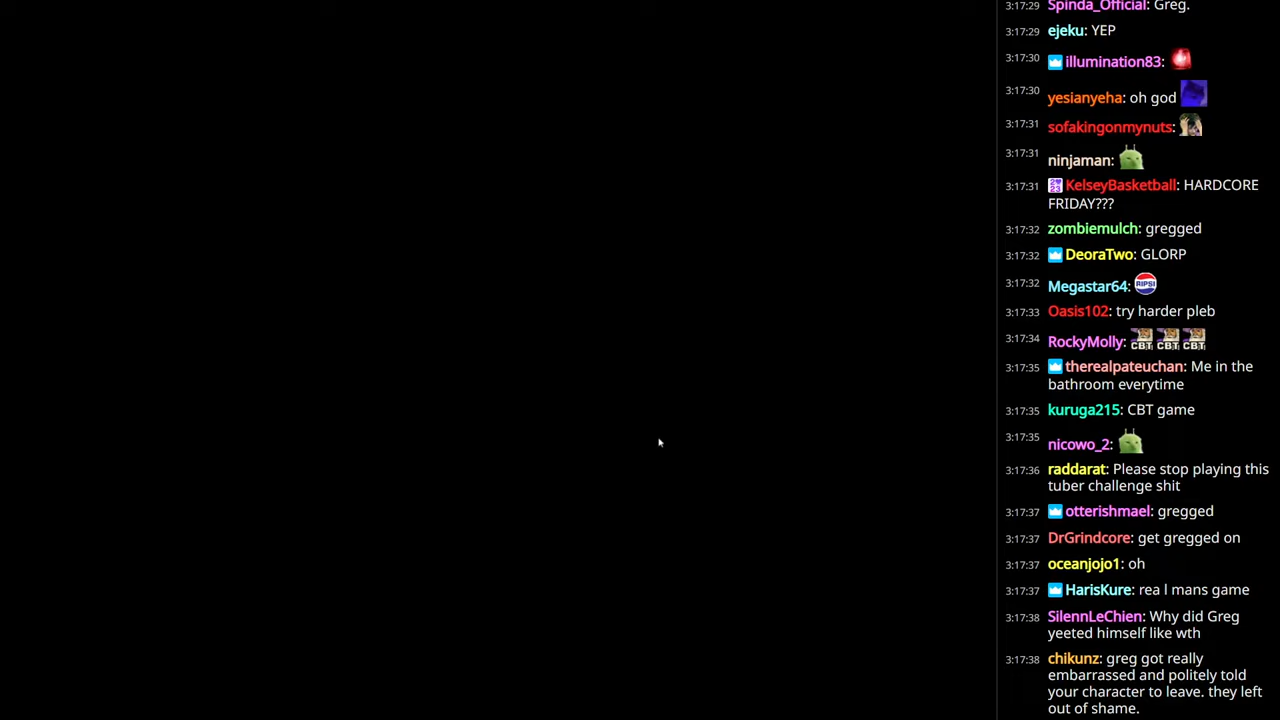 3:17:29 Spinda_Official: Greg.
3:17:29 ejeku: YEP
3:17:30 illumination83:
3:17:30 yesianyeha: oh god
3:17:31 sofakingonmynuts:
3:17:31 ninjaman:
3:17:31 KelseyBasketball: HARDCORE
FRIDAY???
3:17:32 zombiemulch: gregged
3:17:32 DeoraTwo: GLORP
3:17:32 Megastar64: RIPSI
3:17:33 Oasis102: try harder pleb
3:17:34 RockyMolly: CBT CBT CBT
3:17:35 therealpateuchan: Me in the
bathroom everytime
3:17:35 kuruga215: CBT game
3:17:35 nicowo_2:
3:17:36 raddarat: Please stop playing this
tuber challenge shit
3:17:37 otterishmael: gregged
3:17:37 DrGrindcore: get gregged on
3:17:37 oceanjojo1: oh
3:17:37 HarisKure: rea l mans game
3:17:38 SilennLeChien: Why did Greg
yeeted himself like wth
3:17:38 chikunz: greg got really
embarrassed and politely told
your character to leave. they left
out of shame.